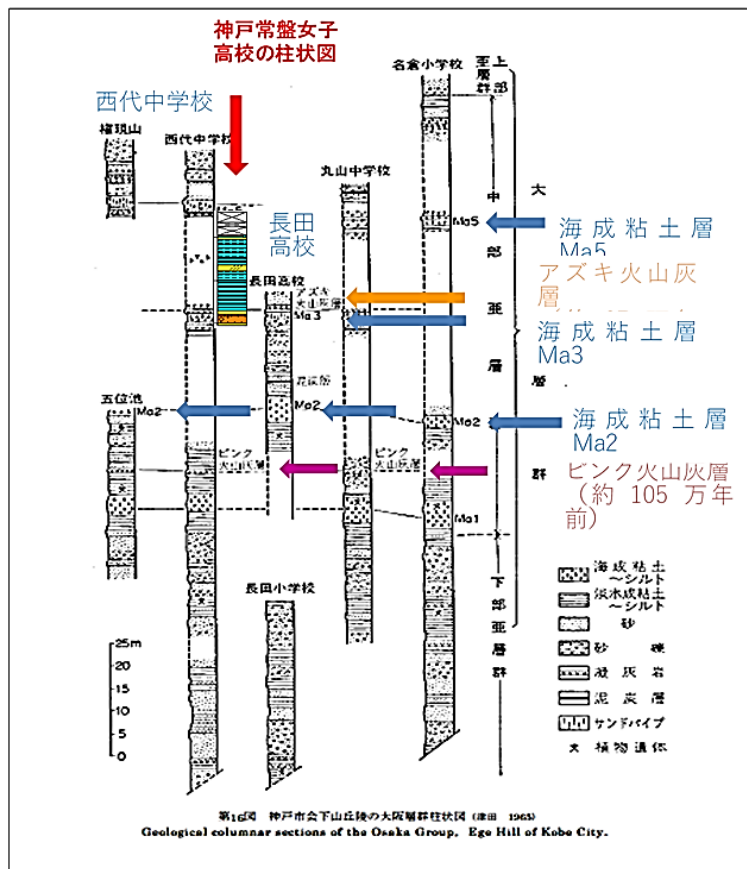 神戸常盤女子
高校の柱状図
名倉小学校
上部
亜層群
西代中学校
権現山
西代中学校
丸山中学校
大
阪
層
群
中
部
亜
層
群
長田
高校
Ma5
海成粘土層
Ma5
長田高校
アズキ
火山灰層
アズキ火山灰
層
Ma3
海成粘土層
Ma3
泥炭層
五位池
Ma2
Ma2
Ma2
海成粘土層
Ma2
ピンク
火山灰層
ピンク
火山灰層
ピンク火山灰層
（約 105 万年
前）
Ma1
下
部
亜
層
群
長田小学校
海成粘土
～シルト
淡水成粘土
～シルト
砂
砂礫
凝灰岩
泥炭層
サンドパイプ
植物遺体
25m
20
15
10
5
0
第16図 神戸市会下山丘陵の大阪層群柱状図
Geological columnar sections of the Osaka Group, Ege Hill of Kobe City.